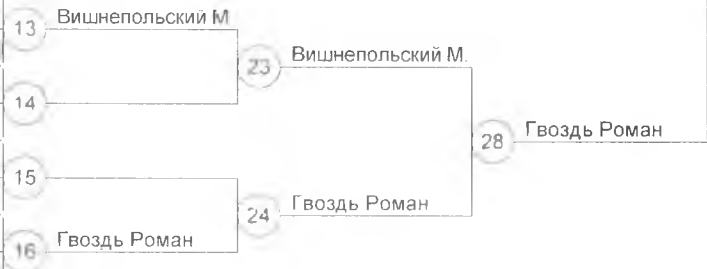 13 Вишнепольский М
23 Вишнепольский М.
14
28 Гвоздь Роман
15
24 Гвоздь Роман
16 Гвоздь Роман